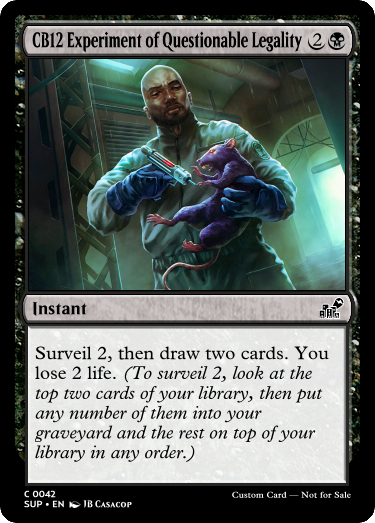 CB12 Experiment of Questionable Legality 2
Instant
Surveil 2, then draw two cards. You
lose 2 life. (To surveil 2, look at the
top two cards of your library, then put
any number of them into your
graveyard and the rest on top of your
library in any order.)
C 0042
SUP • EN JB Casacop
Custom Card — Not for Sale